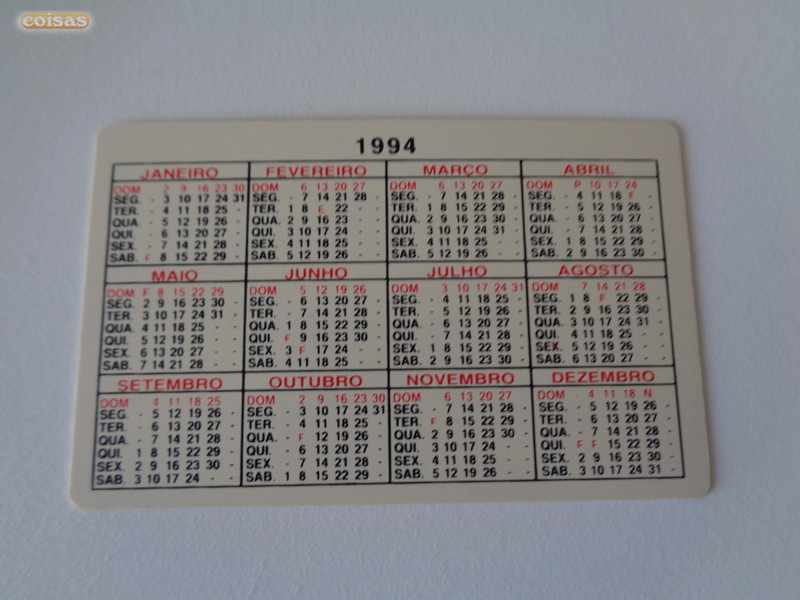 coisas
1994
JANEIRO
DOM 2 9 16 23 30
SEG. - 3 10 17 24 31
TER. - 4 11 18 25 -
QUA. - 5 12 19 26 -
QUI. - 6 13 20 27 -
SEX. - 7 14 21 28 -
SAB. F 8 15 22 29 -
FEVEREIRO
DOM - 6 13 20 27
SEG. - 7 14 21 28 -
TER. 1 8 E 22 -
QUA. 2 9 16 23 -
QUI. 3 10 17 24 -
SEX. 4 11 18 25 -
SAB. 5 12 19 26 -
MARÇO
DOM 6 13 20 27
SEG. - 7 14 21 28 -
TER. 1 8 15 22 29 -
QUA. 2 9 16 23 30 -
QUI. 3 10 17 24 31 -
SEX. 4 11 18 25 - -
SAB. 5 12 19 26 - -
ABRIL
DOM P 10 17 24
SEG. - 4 11 18 F -
TER. - 5 12 19 26 -
QUA. - 6 13 20 27 -
QUI. - 7 14 21 28 -
SEX. 1 8 15 22 29 -
SAB. 2 9 16 23 30 -
MAIO
DOM F 8 15 22 29
SEG. 2 9 16 23 30 -
TER. 3 10 17 24 31 -
QUA. 4 11 18 25 - -
QUI. 5 12 19 26 - -
SEX. 6 13 20 27 - -
SAB. 7 14 21 28 - -
JUNHO
DOM 5 12 19 26
SEG. - 6 13 20 27 -
TER. - 7 14 21 28 -
QUA. 1 8 15 22 29 -
QUI. F 9 16 23 30 -
SEX. 3 F 17 24 - -
SAB. 4 11 18 25 - -
JULHO
DOM 3 10 17 24 31
SEG. - 4 11 18 25 -
TER. - 5 12 19 26 -
QUA. - 6 13 20 27 -
QUI. - 7 14 21 28 -
SEX. 1 8 15 22 29 -
SAB. 2 9 16 23 30 -
AGOSTO
DOM - 7 14 21 28
SEG. 1 8 F 22 29 -
TER. 2 9 16 23 30 -
QUA. 3 10 17 24 31 -
QUI. 4 11 18 25 - -
SEX. 5 12 19 26 - -
SAB. 6 13 20 27 - -
SETEMBRO
DOM 4 11 18 25
SEG. - 5 12 19 26 -
TER. - 6 13 20 27 -
QUA. - 7 14 21 28 -
QUI. 1 8 15 22 29 -
SEX. 2 9 16 23 30 -
SAB. 3 10 17 24 - -
OUTUBRO
DOM 2 9 16 23 30
SEG. - 3 10 17 24 31
TER. - 4 11 18 25 -
QUA. - F 12 19 26 -
QUI. - 6 13 20 27 -
SEX. - 7 14 21 28 -
SAB. 1 8 15 22 29 -
NOVEMBRO
DOM 6 13 20 27
SEG. - 7 14 21 28 -
TER. F 8 15 22 29 -
QUA. 2 9 16 23 30 -
QUI. 3 10 17 24 - -
SEX. 4 11 18 25 - -
SAB. 5 12 19 26 - -
DEZEMBRO
DOM - 4 11 18 N
SEG. - 5 12 19 26 -
TER. - 6 13 20 27 -
QUA. - 7 14 21 28 -
QUI. F F 15 22 29 -
SEX. 2 9 16 23 30 -
SAB. 3 10 17 24 31 -